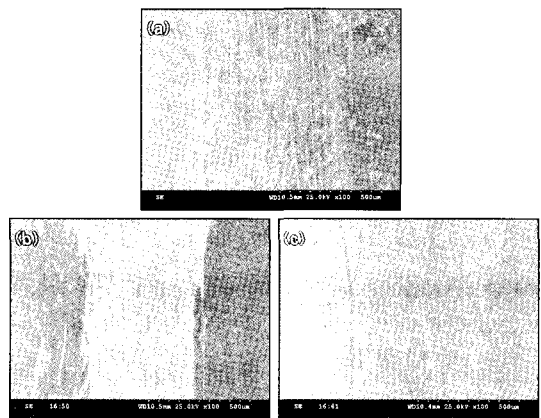 (a)
SE WD10.5mm 25.0kV x100 500um
(b)
SE 16:50 WD10.5mm 25.0kV x100 500um
(c)
SE 16:41 WD10.4mm 25.0kV x100 500um